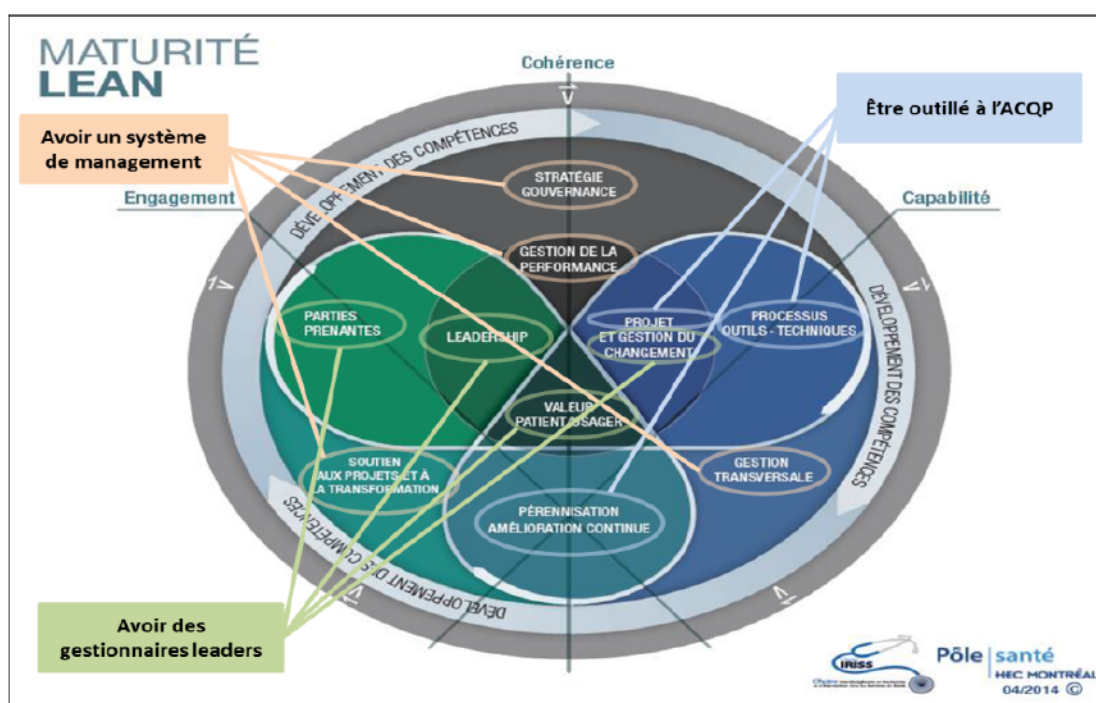 MATURITÉ
LEAN
Cohérence
Être outillé à l'ACQP
Avoir un système
de management
Engagement
Capabilité
DÉVELOPPEMENT DES COMPÉTENCES
STRATÉGIE
GOUVERNANCE
GESTION DE LA
PERFORMANCE
PARTIES
PRENANTES
LEADERSHIP
PROJET
ET GESTION DU
CHANGEMENT
PROCESSUS
OUTILS - TECHNIQUES
DÉVELOPPEMENT DES COMPÉTENCES
VALEUR
PATIENT/USAGER
SOUTIEN
AUX PROJETS ET À
LA TRANSFORMATION
GESTION
TRANSVERSALE
PÉRENNISATION
AMÉLIORATION CONTINUE
DÉVELOPPEMENT DES COMPÉTENCES
Avoir des
gestionnaires leaders
IRISS
Pôle santé
HEC MONTRÉAL
04/2014 ©